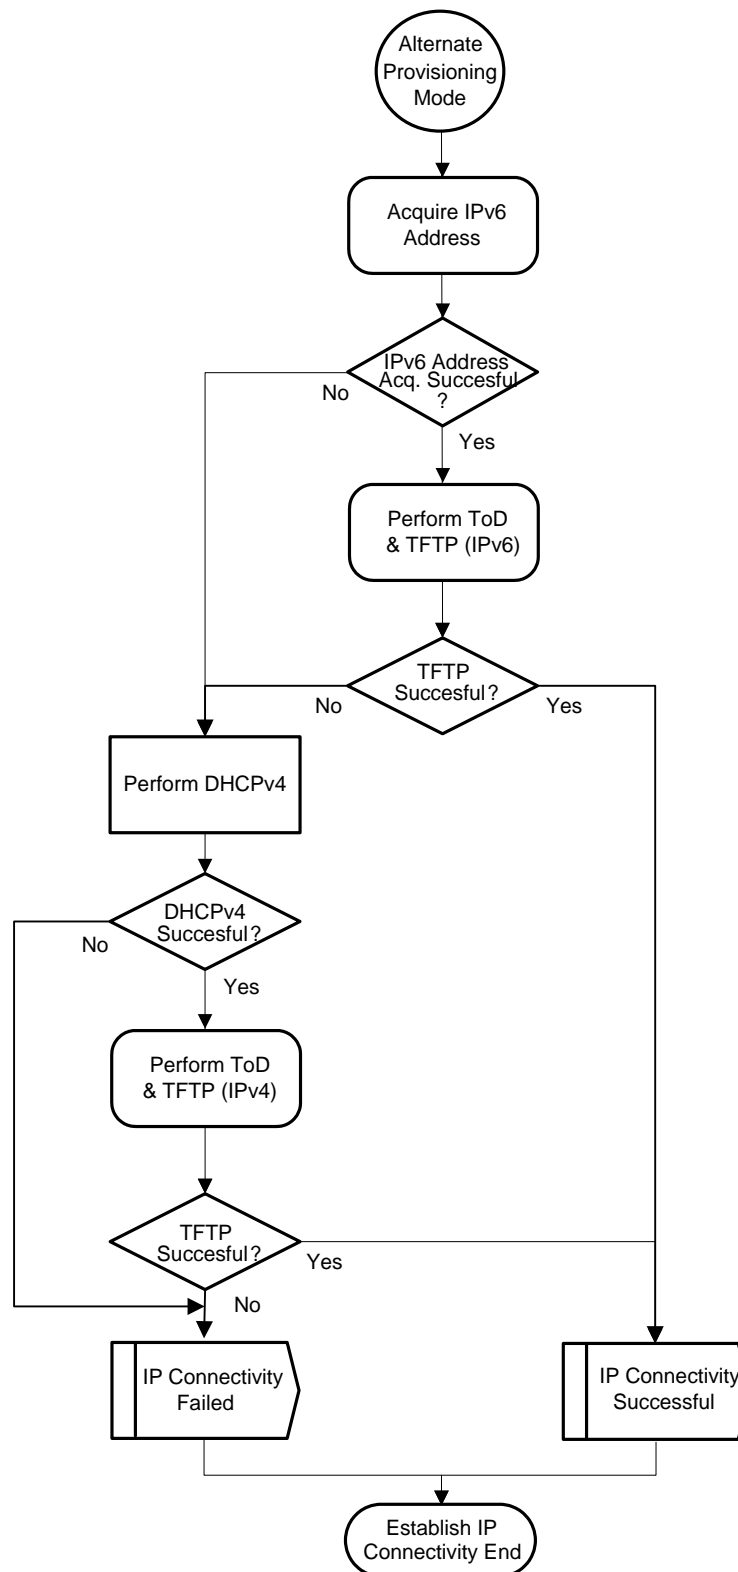 Alternate
Provisioning
Mode
Acquire IPv6
Address
IPv6 Address
Acq. Succesful
?
No
Yes
Perform ToD
& TFTP (IPv6)
TFTP
Succesful?
No
Yes
Perform DHCPv4
DHCPv4
Succesful?
No
Yes
Perform ToD
& TFTP (IPv4)
TFTP
Succesful?
Yes
No
IP Connectivity
Failed
IP Connectivity
Successful
Establish IP
Connectivity End